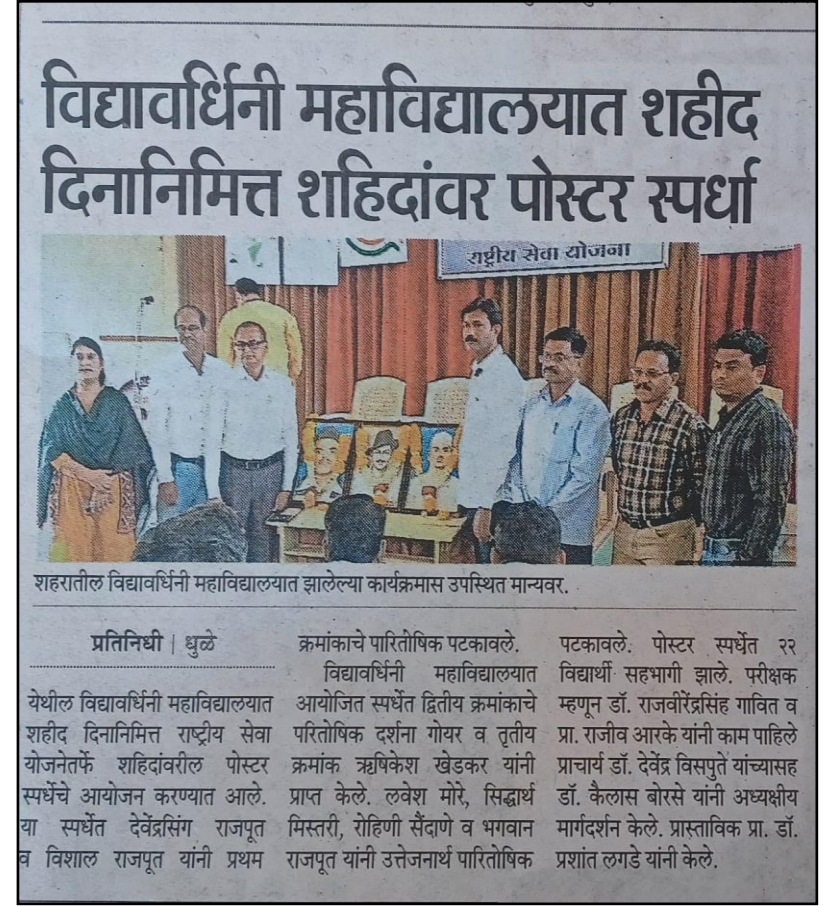 विद्यावर्धिनी महाविद्यालयात शहीद
दिनानिमित्त शहिदांवर पोस्टर स्पर्धा
राष्ट्रीय सेवा योजना
शहरातील विद्यावर्धिनी महाविद्यालयात झालेल्या कार्यक्रमास उपस्थित मान्यवर.
प्रतिनिधी | धुळे
येथील विद्यावर्धिनी महाविद्यालयात
शहीद दिनानिमित्त राष्ट्रीय सेवा
योजनेतर्फे शहिदांवरील पोस्टर
स्पर्धेचे आयोजन करण्यात आले.
या स्पर्धेत देवेंद्रसिंग राजपूत
व विशाल राजपूत यांनी प्रथम
क्रमांकाचे पारितोषिक पटकावले.
विद्यावर्धिनी महाविद्यालयात
आयोजित स्पर्धेत द्वितीय क्रमांकाचे
परितोषिक दर्शना गोयर व तृतीय
क्रमांक ऋषिकेश खेडकर यांनी
प्राप्त केले. लवेश मोरे, सिद्धार्थ
मिस्तरी, रोहिणी सैंदाणे व भगवान
राजपूत यांनी उत्तेजनार्थ पारितोषिक
पटकावले. पोस्टर स्पर्धेत २२
विद्यार्थी सहभागी झाले. परीक्षक
म्हणून डॉ. राजवीरेंद्रसिंह गावित व
प्रा. राजीव आरके यांनी काम पाहिले
प्राचार्य डॉ. देवेंद्र विसपुते यांच्यासह
डॉ. कैलास बोरसे यांनी अध्यक्षीय
मार्गदर्शन केले. प्रास्ताविक प्रा. डॉ.
प्रशांत लगडे यांनी केले.